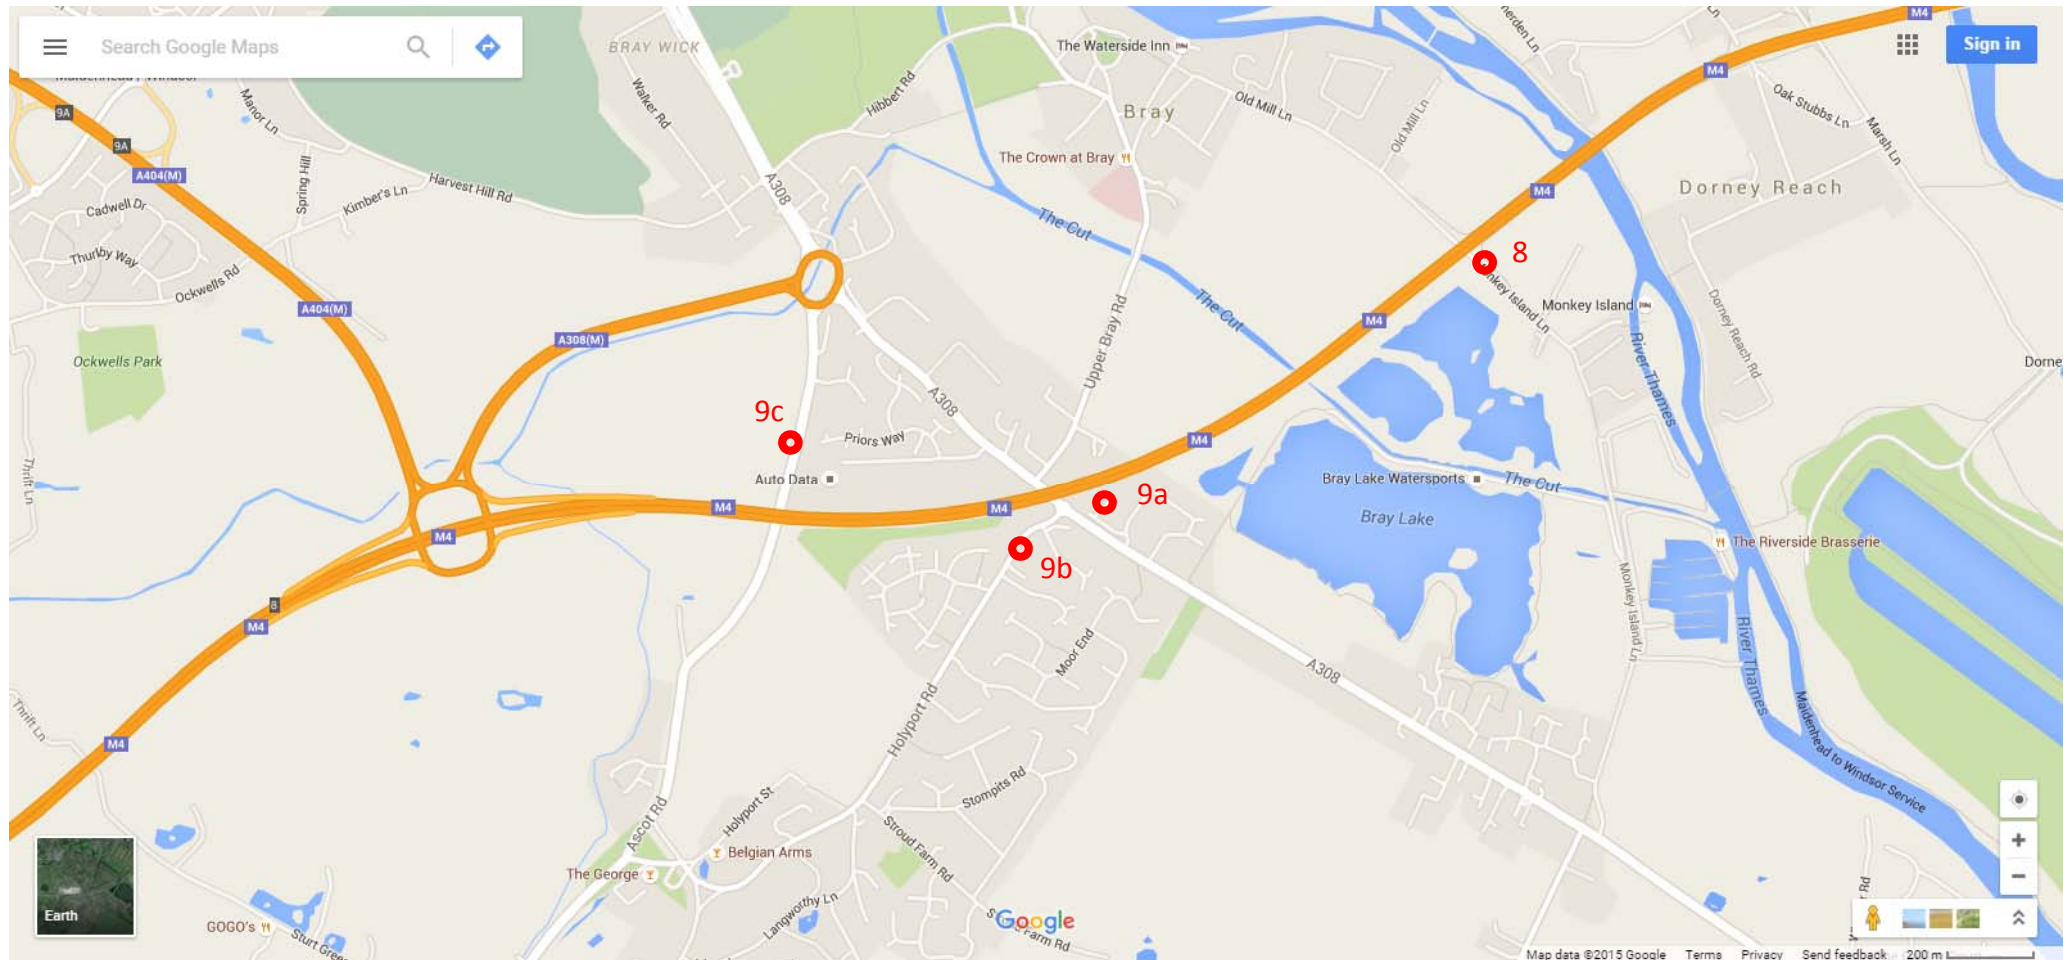 Search Google Maps
Sign in
BRAY WICK
The Waterside Inn
M4
M4
9A
9A
A404(M)
Manor Ln
Walker Rd
Hibbert Rd
Bray
Old Mill Ln
Old Mill Ln
Oak Stubbs Ln
Marsh Ln
The Crown at Bray
Spring Hill
Kimber's Ln
Harvest Hill Rd
A308
Cadwell Dr
Thurlby Way
Ockwells Rd
The Cut
M4
Dorney Reach
8
Monkey Island Ln
Monkey Island
A404(M)
A308(M)
The Cut
Upper Bray Rd
M4
River Thames
Dorney Reach Rd
Ockwells Park
Dorne
A308
9c
Priors Way
M4
Thrift Ln
Auto Data
M4
M4
9a
Bray Lake Watersports
The Cut
Bray Lake
M4
The Riverside Brasserie
9b
8
M4
Monkey Island Ln
River Thames
Moor End
A308
Holyport Rd
Thrift Ln
M4
Maidenhead to Windsor Service
Stompits Rd
Holyport St
Ascot Rd
Stroud Farm Rd
Belgian Arms
The George
Langworthy Ln
Earth
GOGO's
Sturt Gree
Google
Farm Rd
Rd
Map data ©2015 Google Terms Privacy Send feedback 200 m